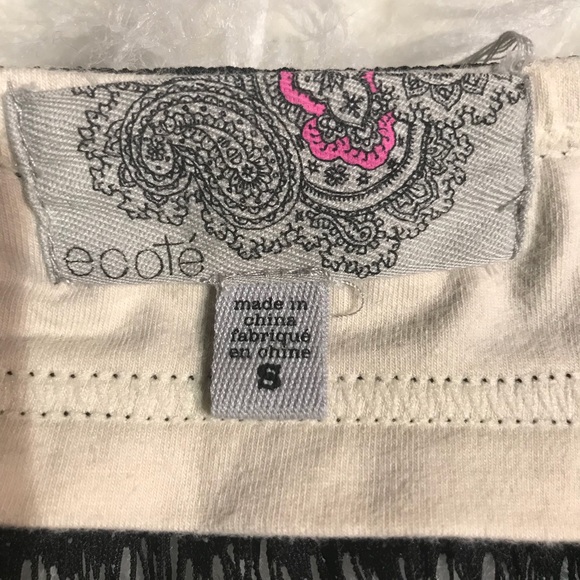 ecoté
made in
china
fabriqué
en chine
S